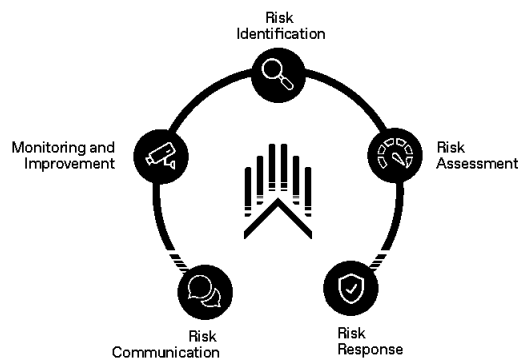 Risk
Identification
Monitoring and
Improvement
Risk
Assessment
Risk
Communication
Risk
Response